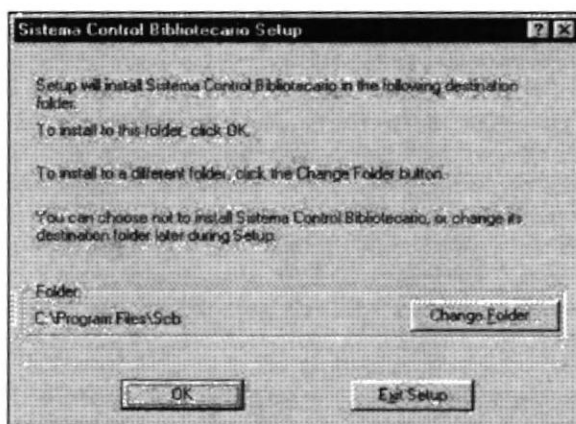 Sistema Control Bibliotecario Setup
Setup will install Sistema Control Bibliotecario in the following destination
folder.
To install to this folder, click OK.
To install to a different folder, click the Change Folder button.
You can choose not to install Sistema Control Bibliotecario, or change its
destination folder later during Setup.
Folder:
C:\Program Files\Scb
Change Folder
OK
Exit Setup